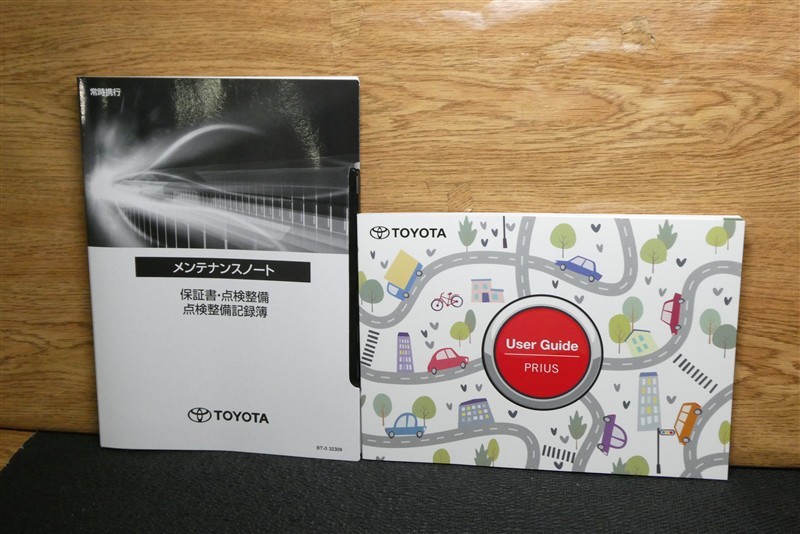 常時携行
メンテナンスノート
保証書・点検整備
点検整備記録簿
TOYOTA
TOYOTA
User Guide
PRIUS